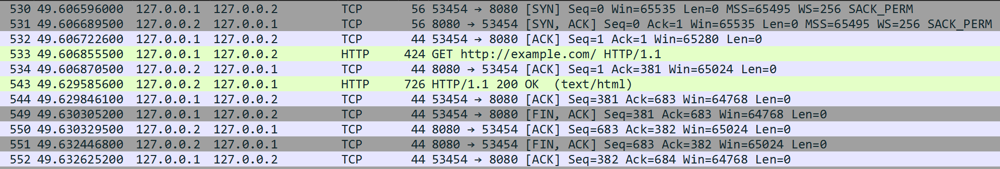 530 49.606596000 127.0.0.1 127.0.0.2 TCP 56 53454 → 8080 [SYN] Seq=0 Win=65535 Len=0 MSS=65495 WS=256 SACK_PERM
531 49.606689500 127.0.0.2 127.0.0.1 TCP 56 8080 → 53454 [SYN, ACK] Seq=0 Ack=1 Win=65535 Len=0 MSS=65495 WS=256 SACK_PERM
532 49.606722600 127.0.0.1 127.0.0.2 TCP 44 53454 → 8080 [ACK] Seq=1 Ack=1 Win=65280 Len=0
533 49.606855500 127.0.0.1 127.0.0.2 HTTP 424 GET http://example.com/ HTTP/1.1
534 49.606870500 127.0.0.2 127.0.0.1 TCP 44 8080 → 53454 [ACK] Seq=1 Ack=381 Win=65024 Len=0
543 49.629585600 127.0.0.2 127.0.0.1 HTTP 726 HTTP/1.1 200 OK (text/html)
544 49.629846100 127.0.0.1 127.0.0.2 TCP 44 53454 → 8080 [ACK] Seq=381 Ack=683 Win=64768 Len=0
549 49.630305200 127.0.0.1 127.0.0.2 TCP 44 53454 → 8080 [FIN, ACK] Seq=381 Ack=683 Win=64768 Len=0
550 49.630329500 127.0.0.2 127.0.0.1 TCP 44 8080 → 53454 [ACK] Seq=683 Ack=382 Win=65024 Len=0
551 49.632446800 127.0.0.2 127.0.0.1 TCP 44 8080 → 53454 [FIN, ACK] Seq=683 Ack=382 Win=65024 Len=0
552 49.632625200 127.0.0.1 127.0.0.2 TCP 44 53454 → 8080 [ACK] Seq=382 Ack=684 Win=64768 Len=0